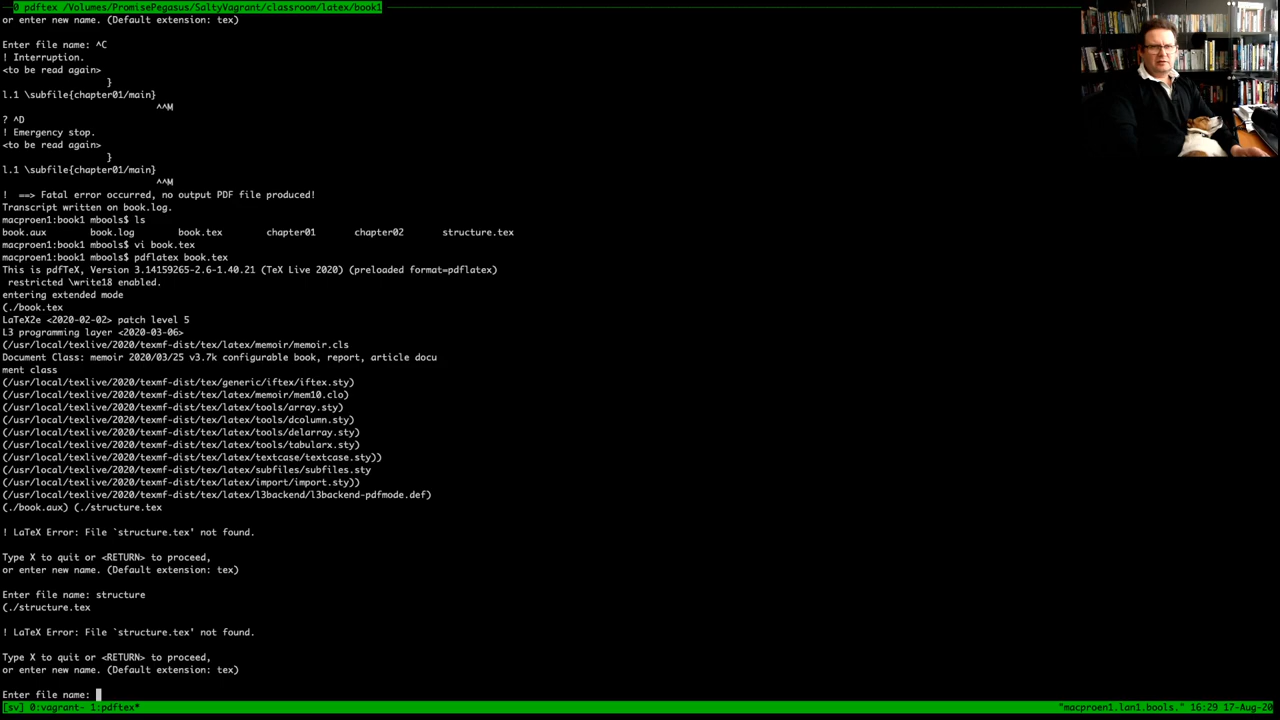 0 pdftex /Volumes/PromisePegasus/SaltyVagrant/classroom/latex/book1
or enter new name. (Default extension: tex)
Enter file name: ^C
! Interruption.
<to be read again>
}
l.1 \subfile{chapter01/main}
^^M
? ^D
! Emergency stop.
<to be read again>
}
l.1 \subfile{chapter01/main}
^^M
!  ==> Fatal error occurred, no output PDF file produced!
Transcript written on book.log.
macproen1:book1 mbools$ ls
book.aux book.log book.tex chapter01 chapter02 structure.tex
macproen1:book1 mbools$ vi book.tex
macproen1:book1 mbools$ pdflatex book.tex
This is pdfTeX, Version 3.14159265-2.6-1.40.21 (TeX Live 2020) (preloaded format=pdflatex)
restricted \write18 enabled.
entering extended mode
(./book.tex
LaTeX2e <2020-02-02> patch level 5
L3 programming layer <2020-03-06>
(/usr/local/texlive/2020/texmf-dist/tex/latex/memoir/memoir.cls
Document Class: memoir 2020/03/25 v3.7k configurable book, report, article docu
ment class
(/usr/local/texlive/2020/texmf-dist/tex/generic/iftex/iftex.sty)
(/usr/local/texlive/2020/texmf-dist/tex/latex/memoir/mem10.clo)
(/usr/local/texlive/2020/texmf-dist/tex/latex/tools/array.sty)
(/usr/local/texlive/2020/texmf-dist/tex/latex/tools/dcolumn.sty)
(/usr/local/texlive/2020/texmf-dist/tex/latex/tools/delarray.sty)
(/usr/local/texlive/2020/texmf-dist/tex/latex/tools/tabularx.sty)
(/usr/local/texlive/2020/texmf-dist/tex/latex/textcase/textcase.sty))
(/usr/local/texlive/2020/texmf-dist/tex/latex/subfiles/subfiles.sty
(/usr/local/texlive/2020/texmf-dist/tex/latex/import/import.sty))
(/usr/local/texlive/2020/texmf-dist/tex/latex/l3backend/l3backend-pdfmode.def)
(./book.aux) (./structure.tex
! LaTeX Error: File `structure.tex' not found.
Type X to quit or <RETURN> to proceed,
or enter new name. (Default extension: tex)
Enter file name: structure
(./structure.tex
! LaTeX Error: File `structure.tex' not found.
Type X to quit or <RETURN> to proceed,
or enter new name. (Default extension: tex)
Enter file name:
[sv] 0:vagrant- 1:pdftex* "macproen1.lan1.bools." 16:29 17-Aug-20